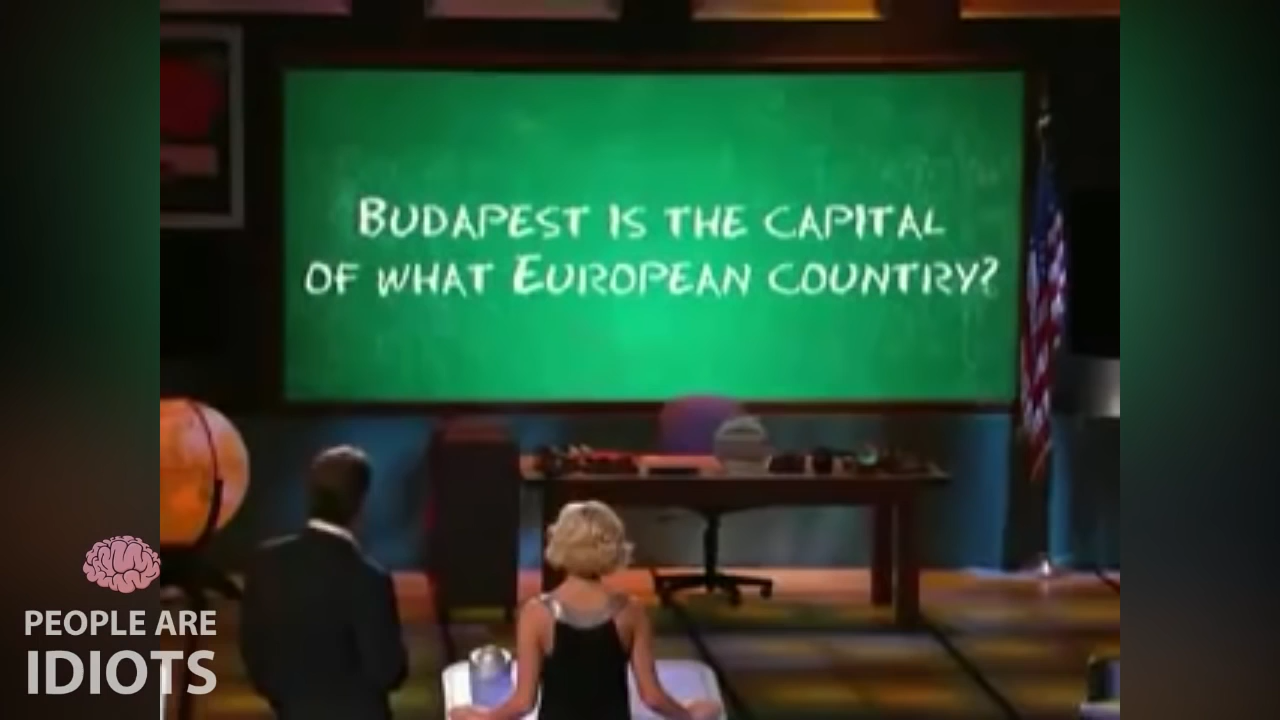 BUDAPEST IS THE CAPITAL
OF WHAT EUROPEAN COUNTRY?
PEOPLE ARE
IDIOTS